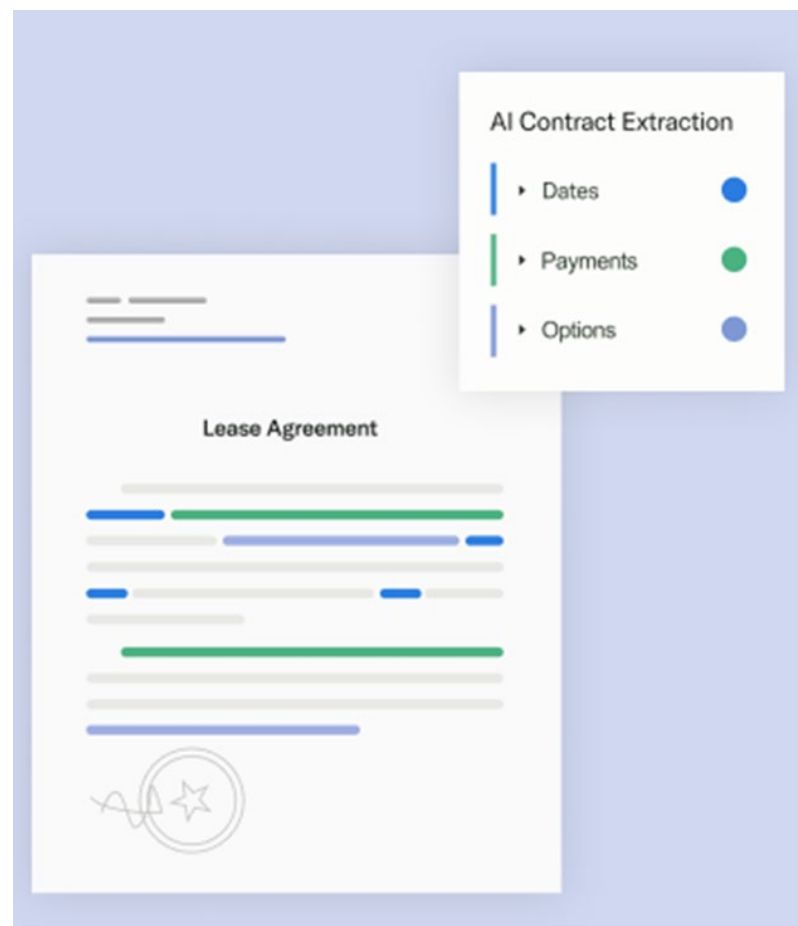 AI Contract Extraction
Dates
Payments
Options
Lease Agreement